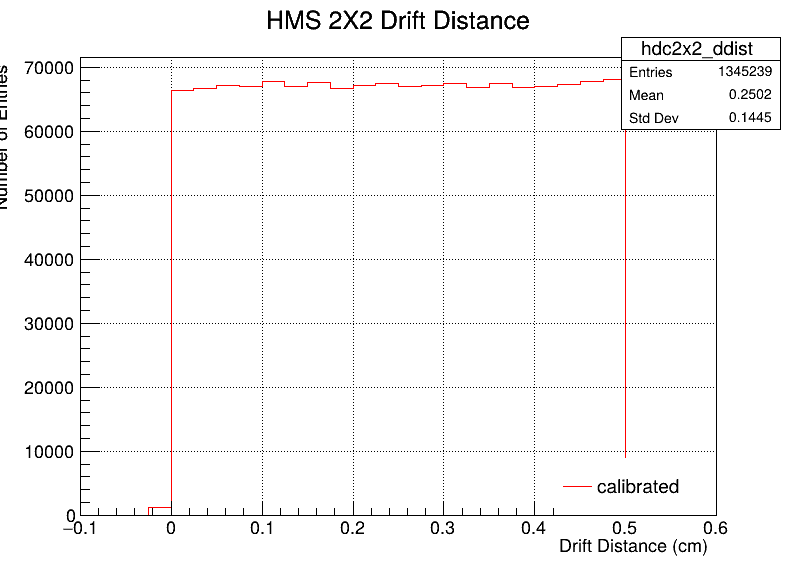 HMS 2X2 Drift Distance
hdc2x2_ddist
Entries 1345239
Mean 0.2502
Std Dev 0.1445
Number of Entries
70000
60000
50000
40000
30000
20000
10000
0
−0.1 0 0.1 0.2 0.3 0.4 0.5 0.6
calibrated
Drift Distance (cm)